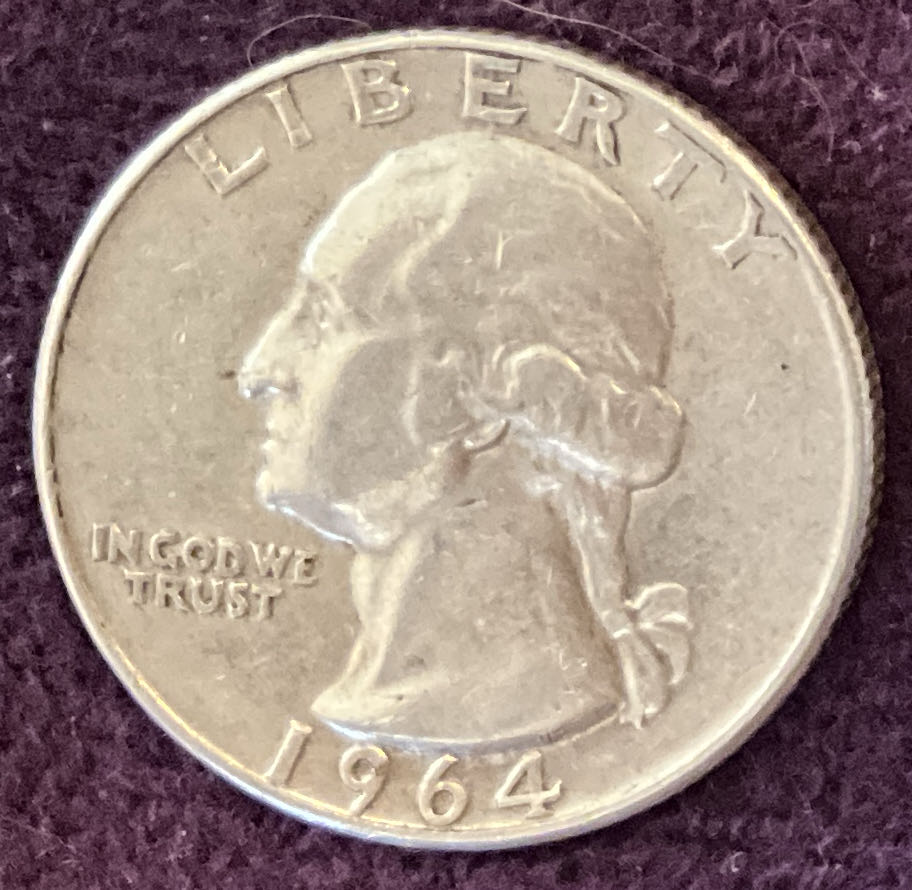 LIBERTY
IN GOD WE
TRUST
1964